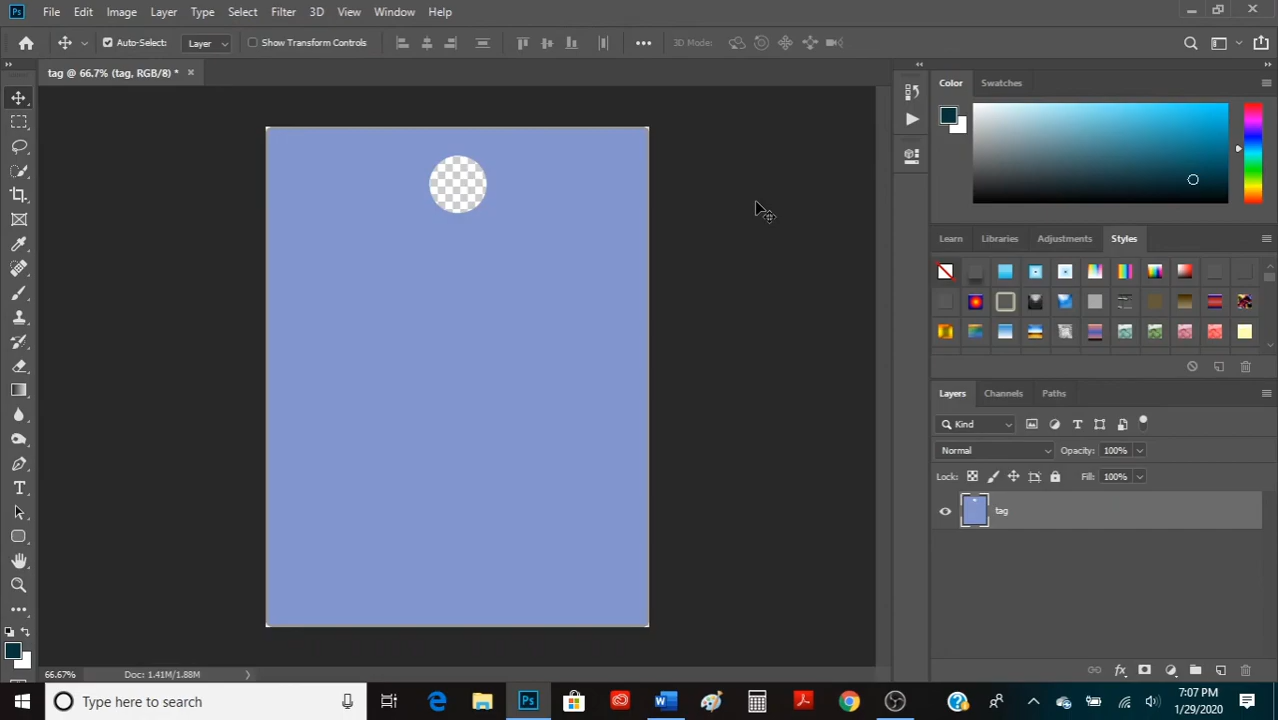 Ps File Edit Image Layer Type Select Filter 3D View Window Help
Auto-Select: Layer Show Transform Controls 3D Mode:
tag @ 66.7% (tag, RGB/8) *
Color Swatches
Learn Libraries Adjustments Styles
Layers Channels Paths
Kind
Normal Opacity: 100%
Lock: Fill: 100%
tag
T
fx
66.67% Doc: 1.41M/1.88M
Type here to search
Ps
7:07 PM
1/29/2020